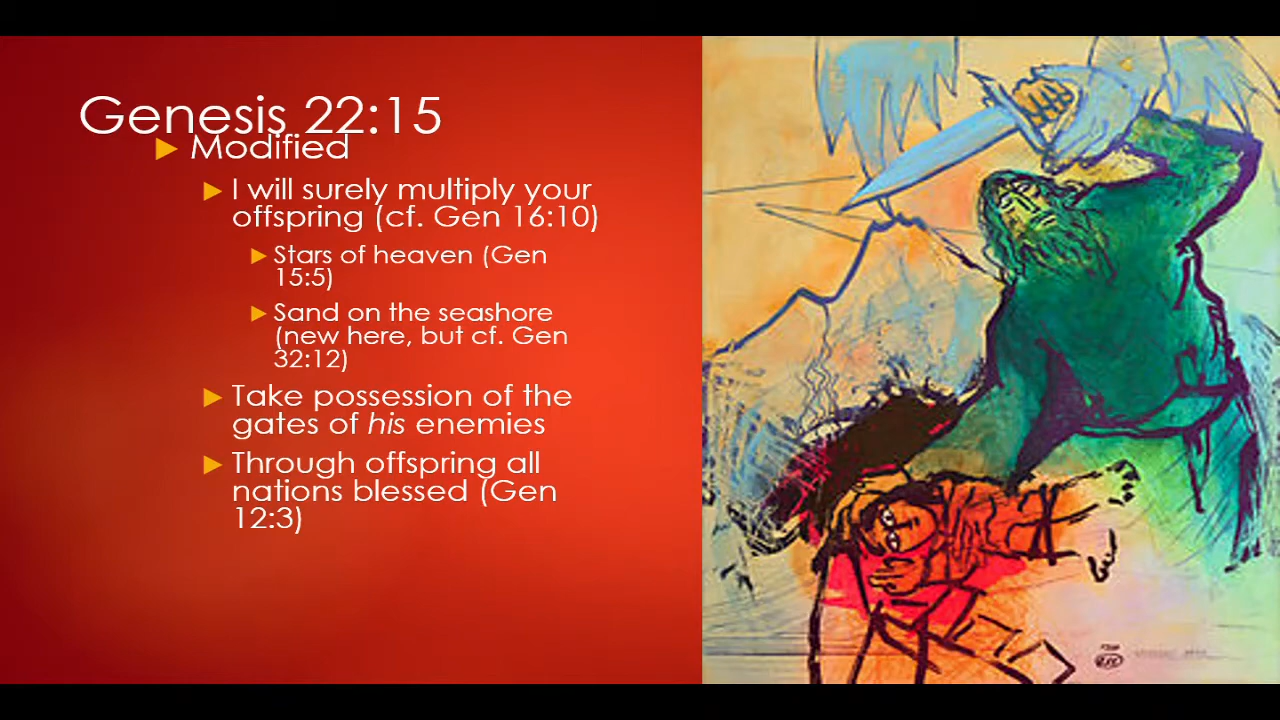 Genesis 22:15
Modified
I will surely multiply your
offspring (cf. Gen 16:10)
Stars of heaven (Gen
15:5)
Sand on the seashore
(new here, but cf. Gen
32:12)
Take possession of the
gates of his enemies
Through offspring all
nations blessed (Gen
12:3)